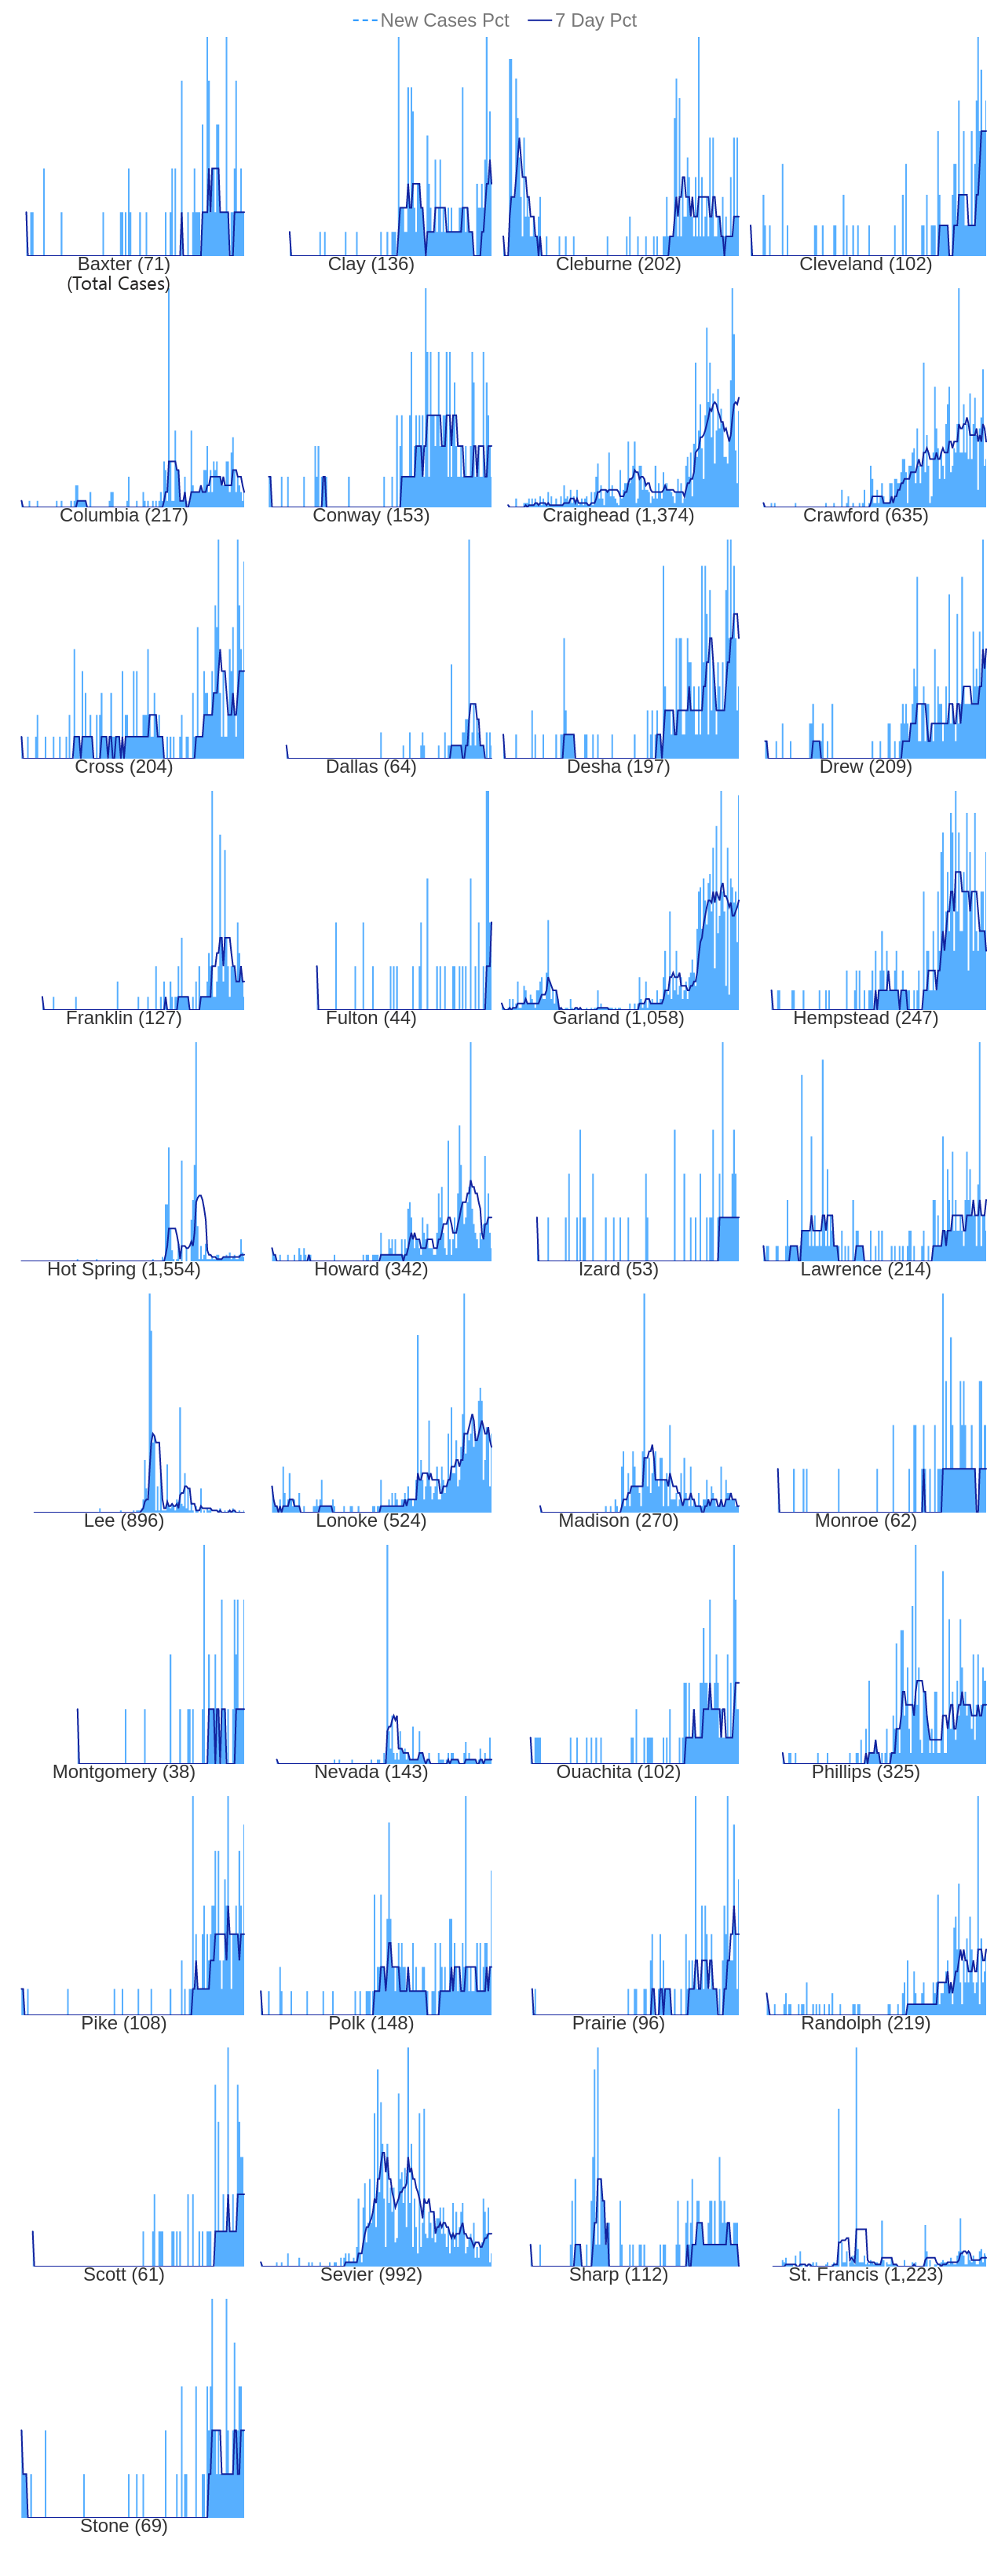 New Cases Pct 7 Day Pct
Baxter (71) Clay (136) Cleburne (202) Cleveland (102)
(Total Cases)
Columbia (217) Conway (153) Craighead (1,374) Crawford (635)
Cross (204) Dallas (64) Desha (197) Drew (209)
Franklin (127) Fulton (44) Garland (1,058) Hempstead (247)
Hot Spring (1,554) Howard (342) Izard (53) Lawrence (214)
Lee (896) Lonoke (524) Madison (270) Monroe (62)
Montgomery (38) Nevada (143) Ouachita (102) Phillips (325)
Pike (108) Polk (148) Prairie (96) Randolph (219)
Scott (61) Sevier (992) Sharp (112) St. Francis (1,223)
Stone (69)